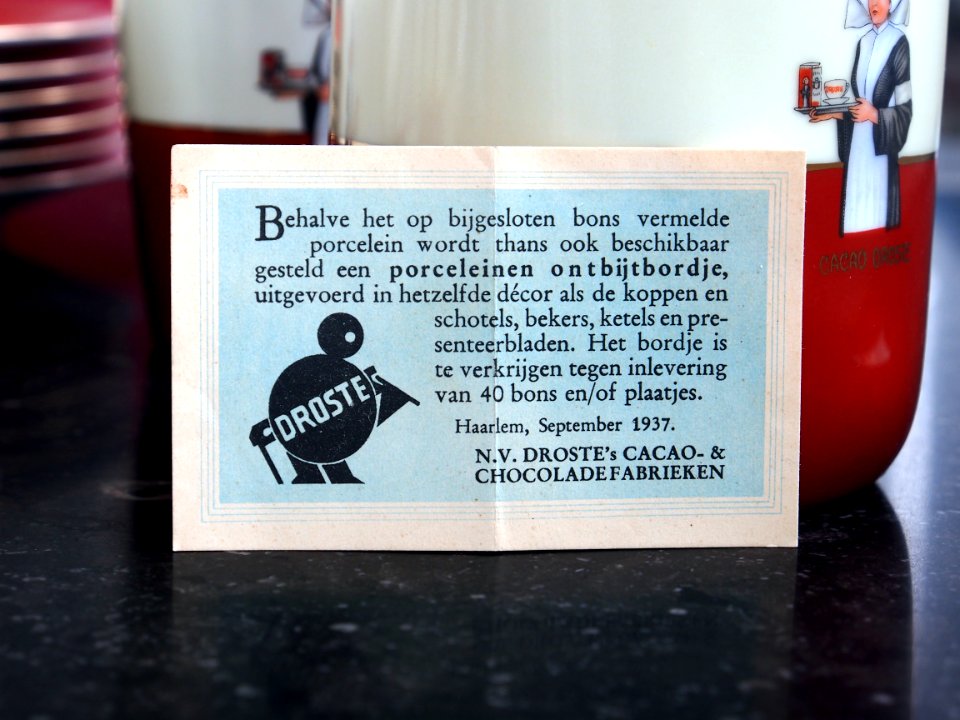 Behalve het op bijgesloten bons vermelde
porcelein wordt thans ook beschikbaar
gesteld een porceleinen ontbijtbordje,
uitgevoerd in hetzelfde décor als de koppen en
schotels, bekers, ketels en pre-
senteerbladen. Het bordje is
te verkrijgen tegen inlevering
van 40 bons en/of plaatjes.
DROSTE
Haarlem, September 1937.
N.V. DROSTE's CACAO- &
CHOCOLADEFABRIEKEN
DROSTE
CACAO DROSTE